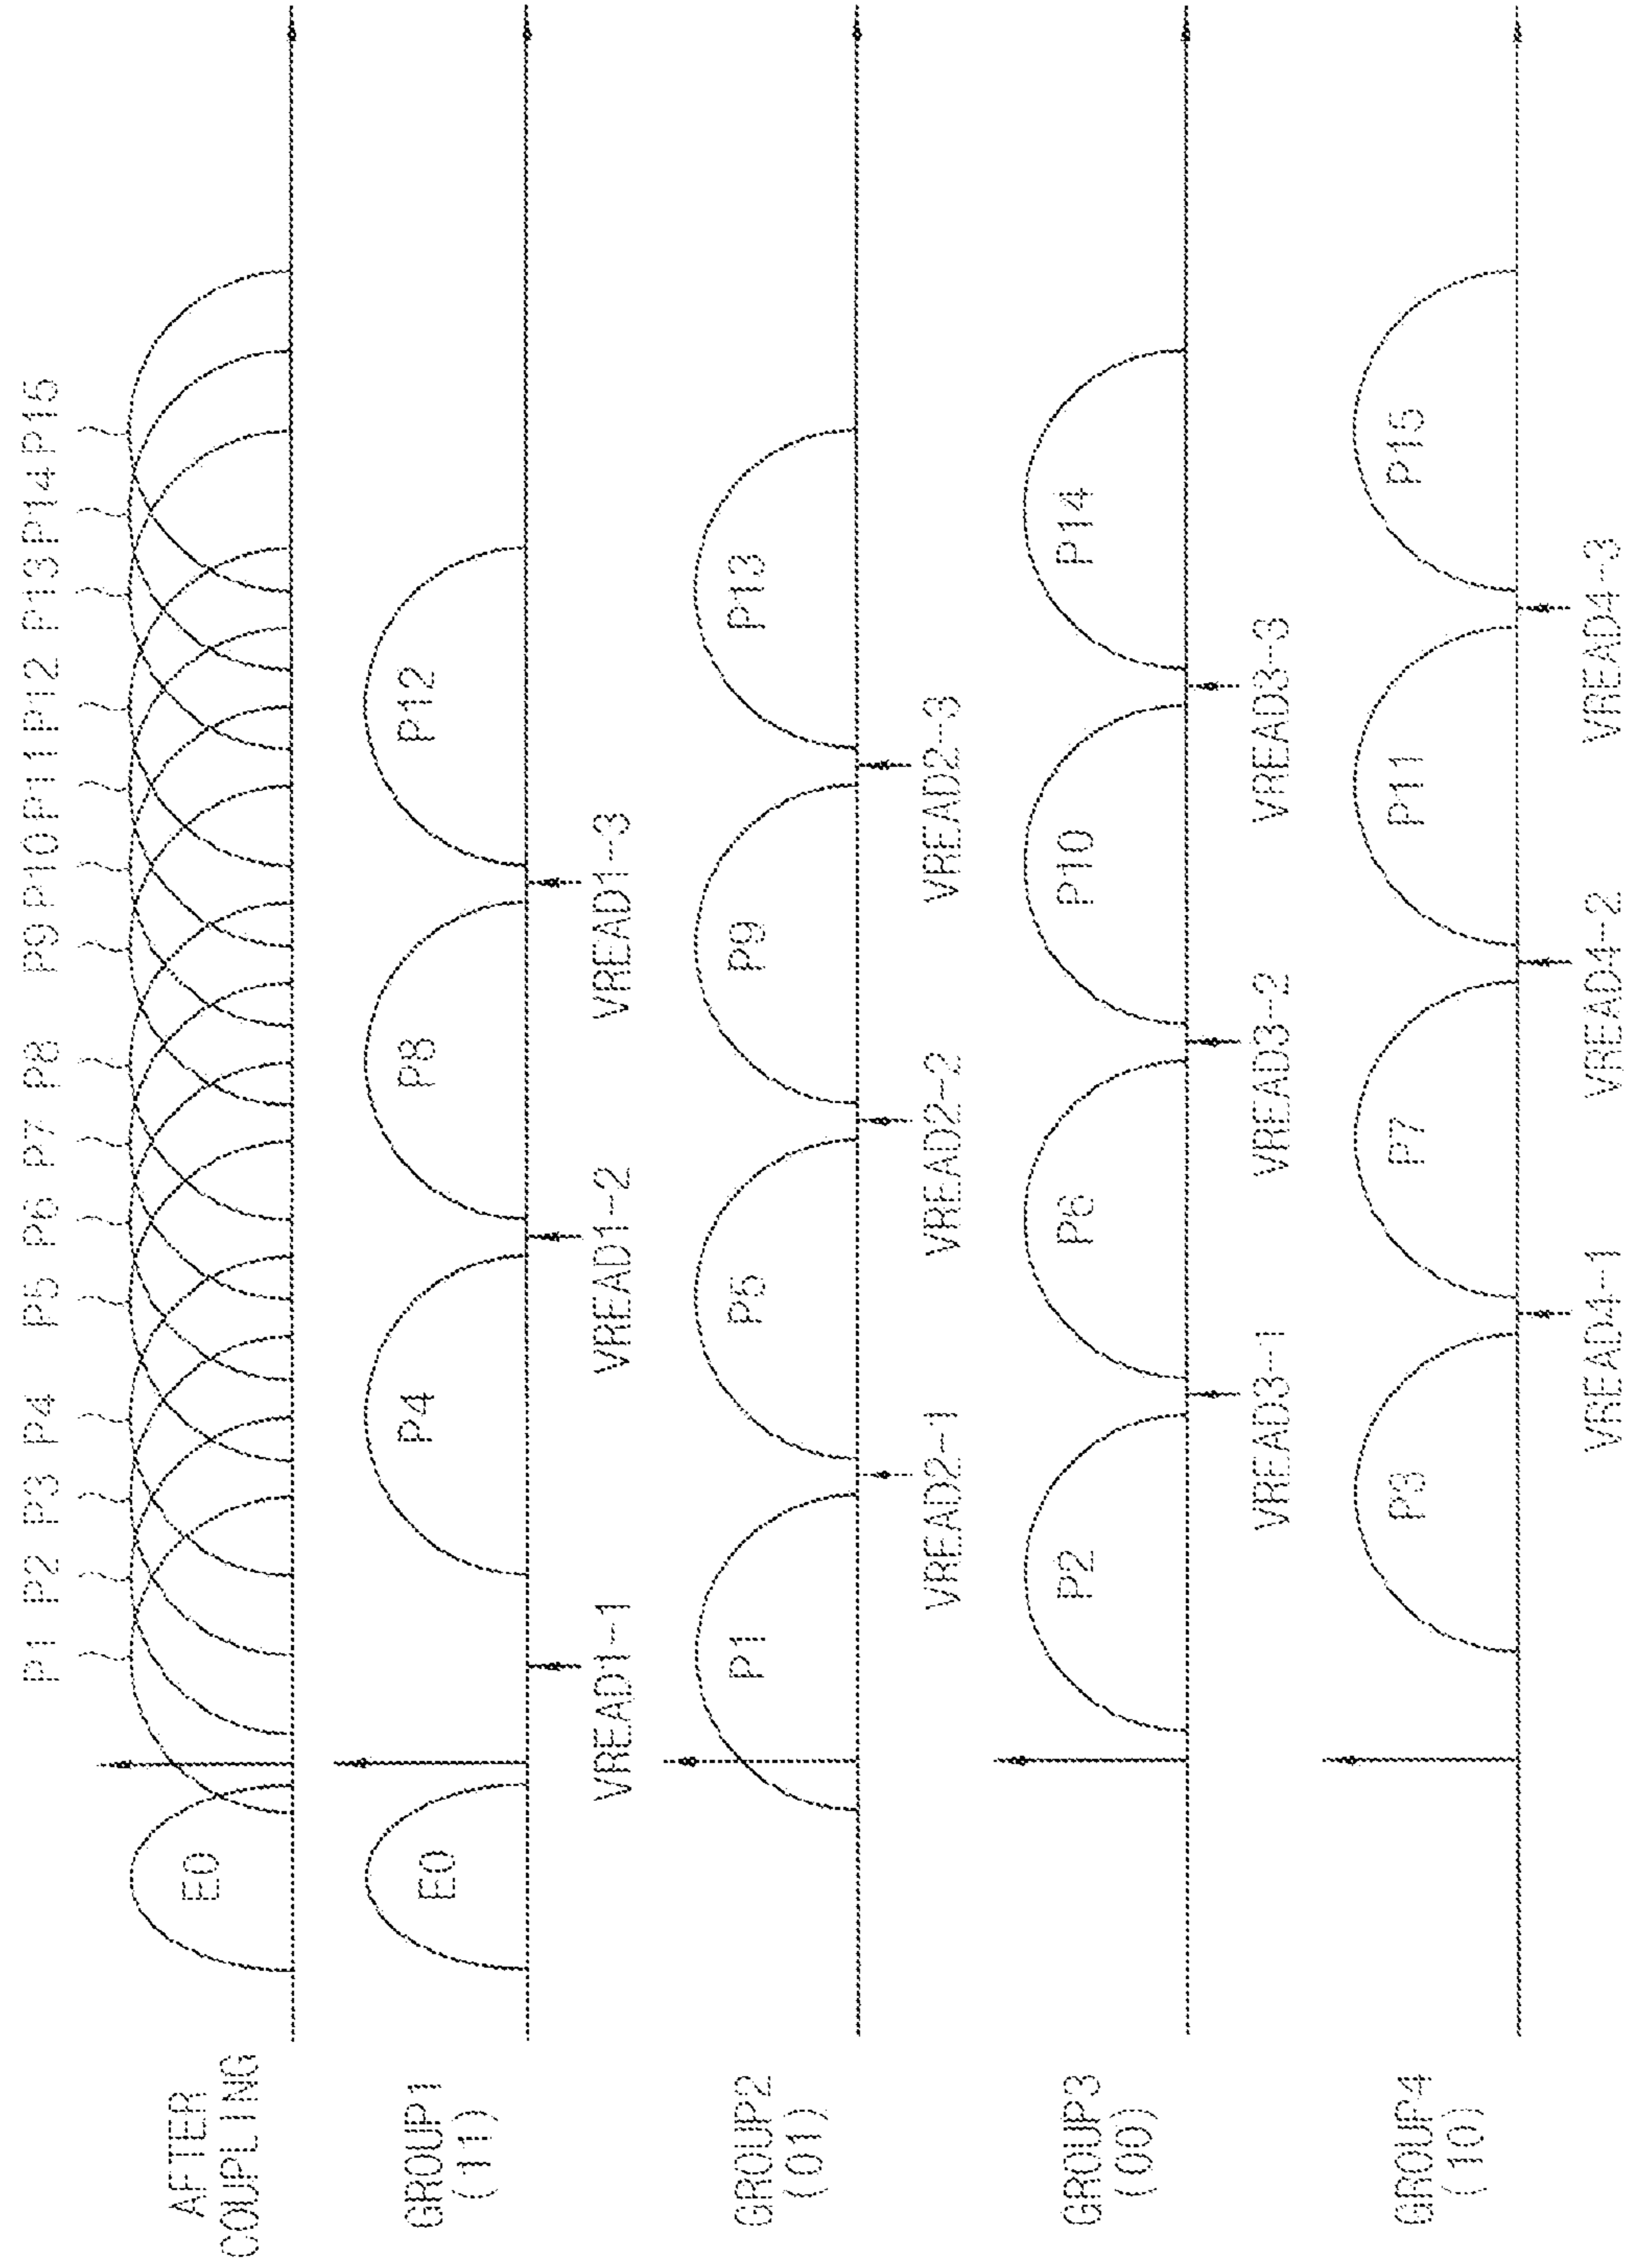 P1 P2 P3 P4 P5 P6 P7 P8 P9 P10 P11 P12 P13 P14 P15
AFTER
COUPLING
E0
GROUP1
(11)
E0 P4 P8 P12
VREAD1-1 VREAD1-2 VREAD1-3
GROUP2
(01)
P1 P5 P9 P13
VREAD2-1 VREAD2-2 VREAD2-3
GROUP3
(00)
P2 P6 P10 P14
VREAD3-1 VREAD3-2 VREAD3-3
GROUP4
(10)
P3 P7 P11 P15
VREAD4-1 VREAD4-2 VREAD4-3